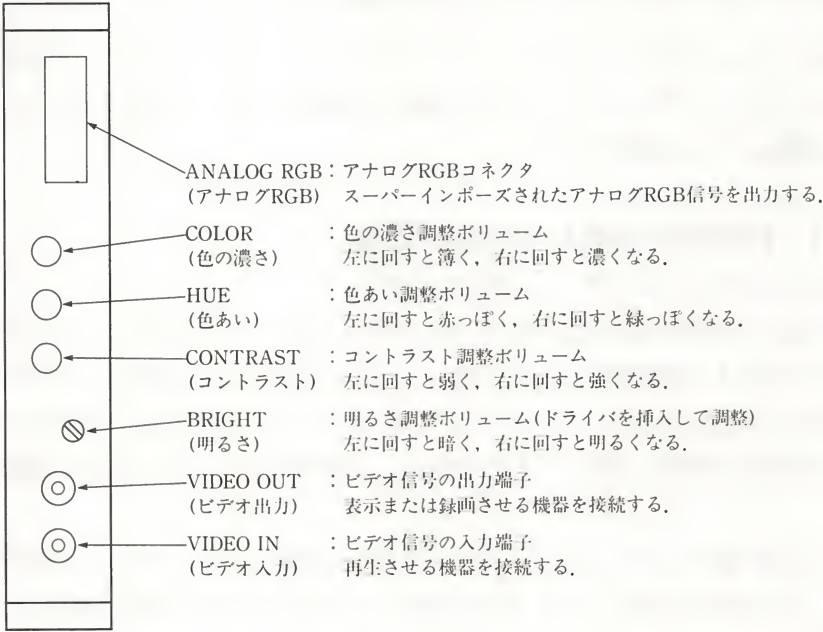 ANALOG RGB：アナログRGBコネクタ
(アナログRGB) スーパーインポーズされたアナログRGB信号を出力する．
COLOR ：色の濃さ調整ボリューム
(色の濃さ) 左に回すと薄く，右に回すと濃くなる．
HUE ：色あい調整ボリューム
(色あい) 左に回すと赤っぽく，右に回すと緑っぽくなる．
CONTRAST ：コントラスト調整ボリューム
(コントラスト) 左に回すと弱く，右に回すと強くなる．
BRIGHT ：明るさ調整ボリューム(ドライバを挿入して調整)
(明るさ) 左に回すと暗く，右に回すと明るくなる．
VIDEO OUT ：ビデオ信号の出力端子
(ビデオ出力) 表示または録画させる機器を接続する．
VIDEO IN ：ビデオ信号の入力端子
(ビデオ入力) 再生させる機器を接続する．